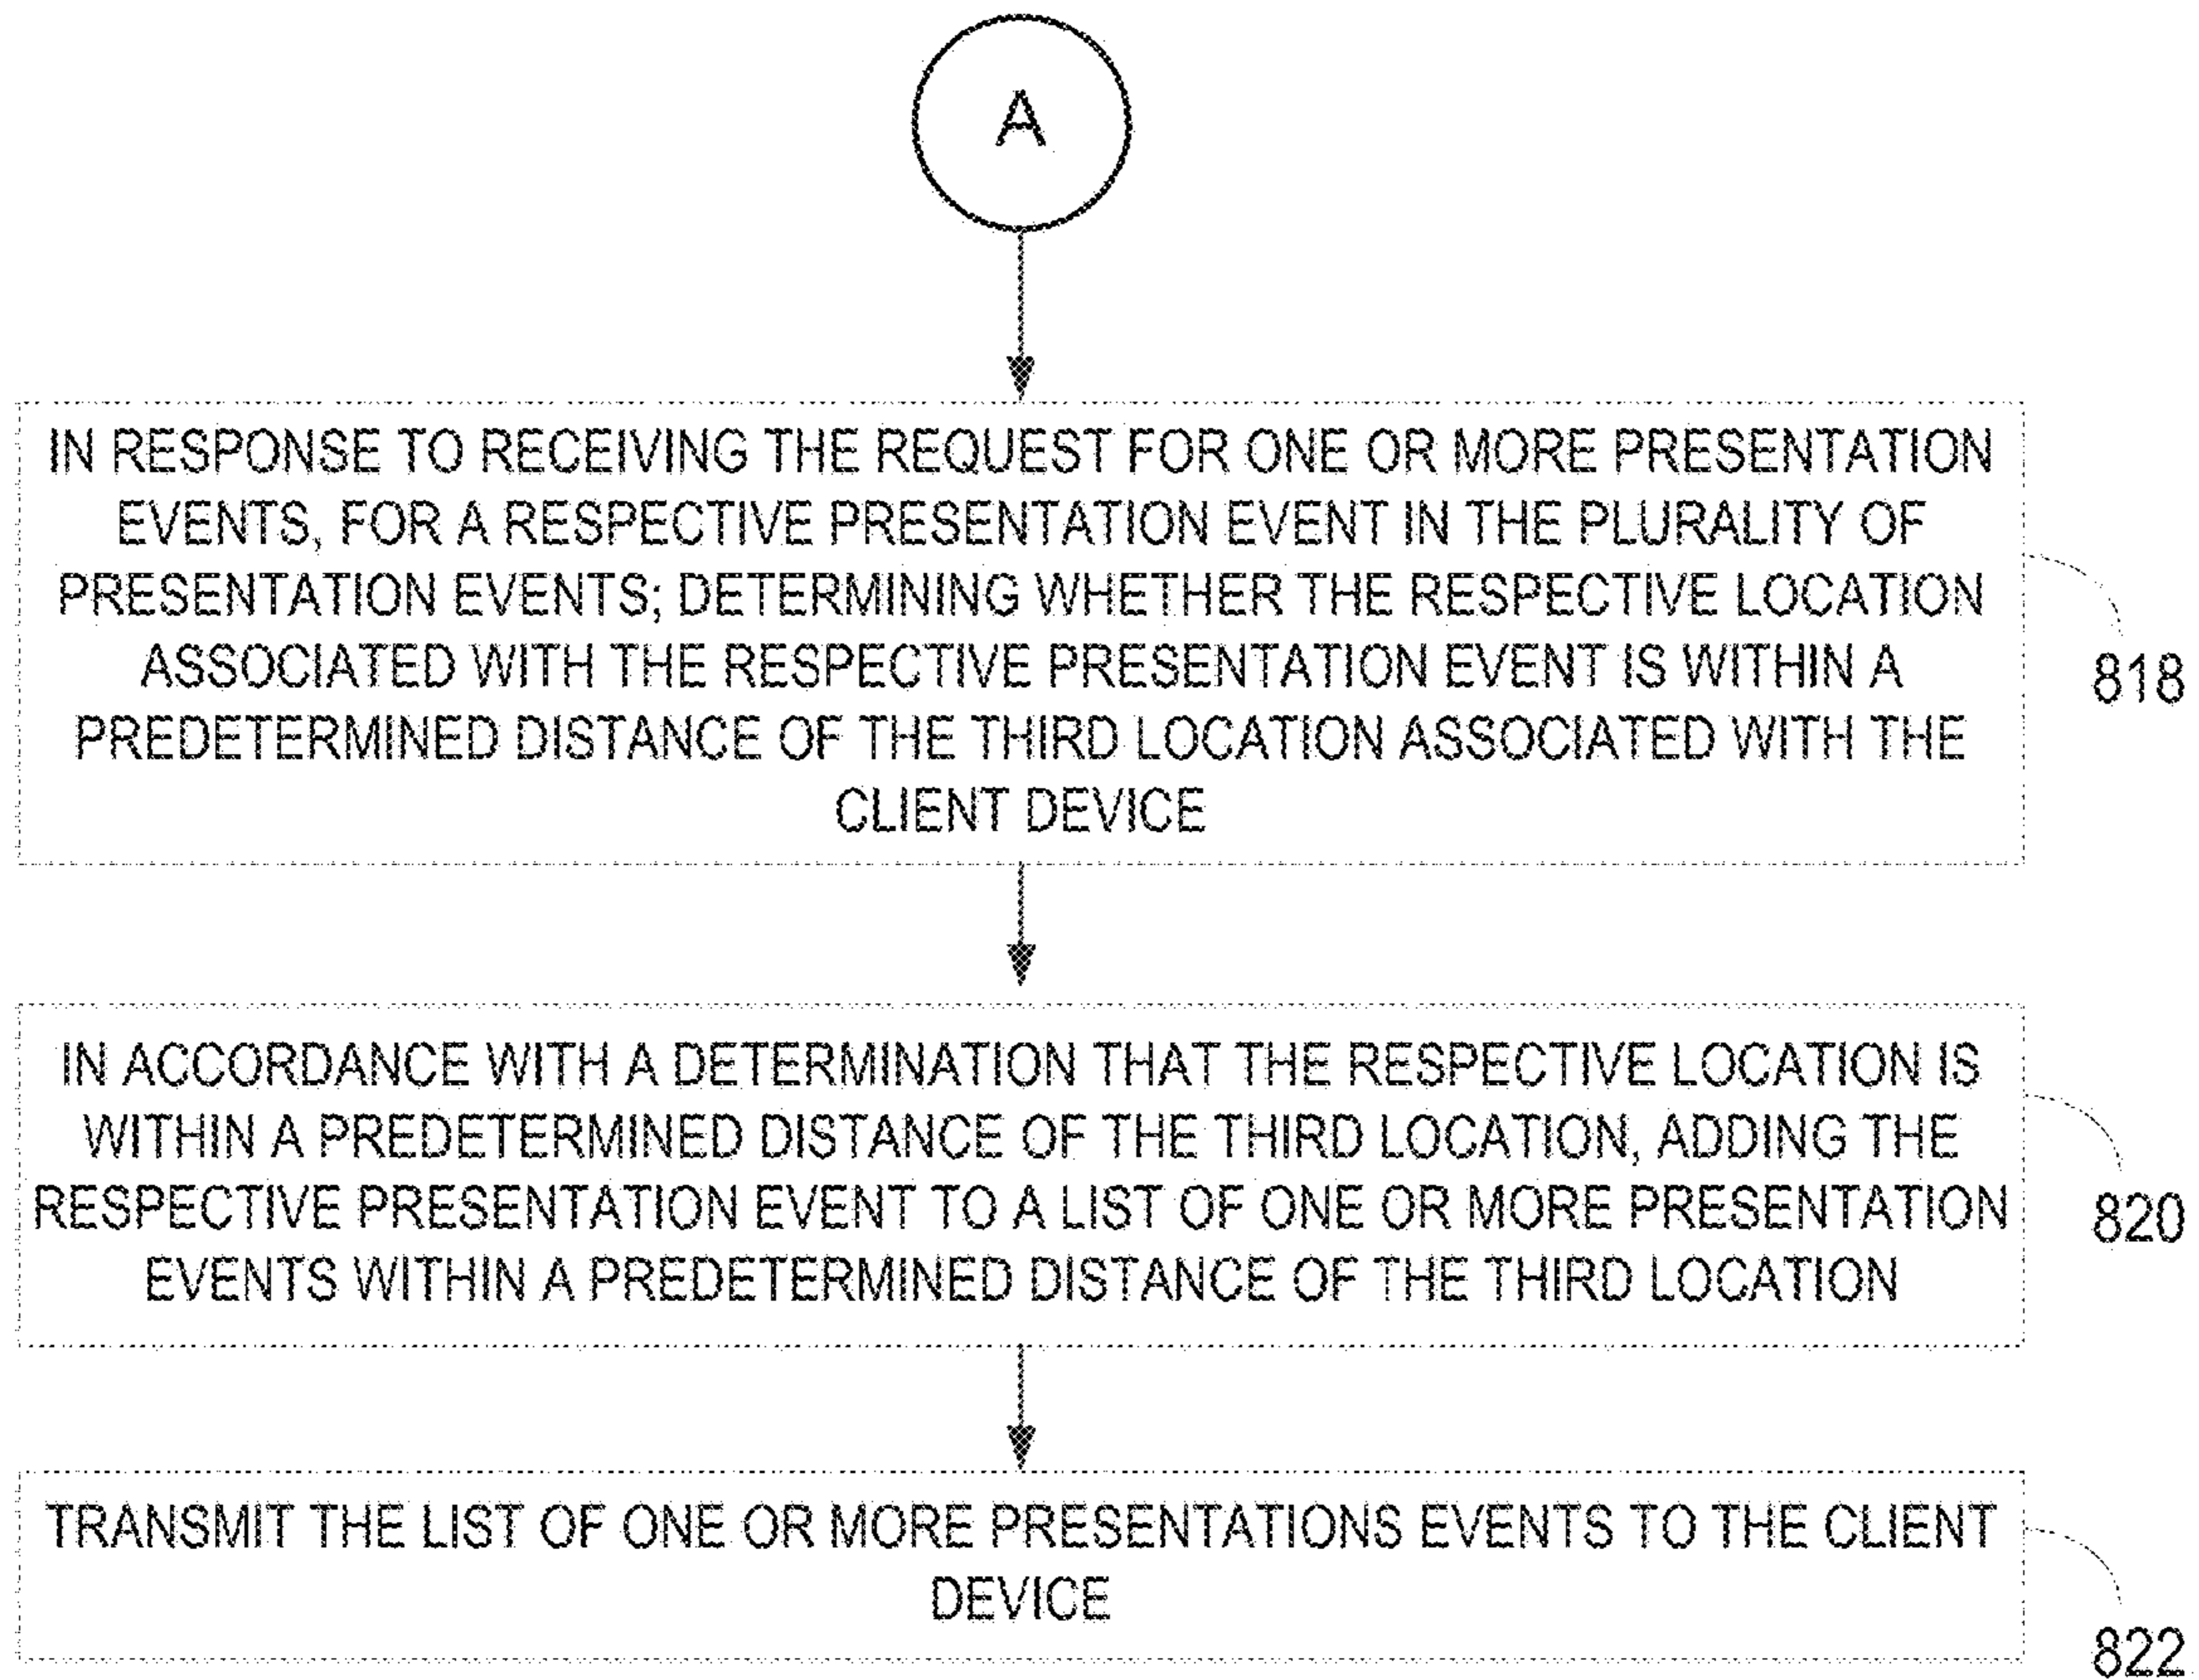 A
IN RESPONSE TO RECEIVING THE REQUEST FOR ONE OR MORE PRESENTATION
EVENTS, FOR A RESPECTIVE PRESENTATION EVENT IN THE PLURALITY OF
PRESENTATION EVENTS; DETERMINING WHETHER THE RESPECTIVE LOCATION
ASSOCIATED WITH THE RESPECTIVE PRESENTATION EVENT IS WITHIN A
PREDETERMINED DISTANCE OF THE THIRD LOCATION ASSOCIATED WITH THE
CLIENT DEVICE
818
IN ACCORDANCE WITH A DETERMINATION THAT THE RESPECTIVE LOCATION IS
WITHIN A PREDETERMINED DISTANCE OF THE THIRD LOCATION, ADDING THE
RESPECTIVE PRESENTATION EVENT TO A LIST OF ONE OR MORE PRESENTATION
EVENTS WITHIN A PREDETERMINED DISTANCE OF THE THIRD LOCATION
820
TRANSMIT THE LIST OF ONE OR MORE PRESENTATIONS EVENTS TO THE CLIENT
DEVICE
822